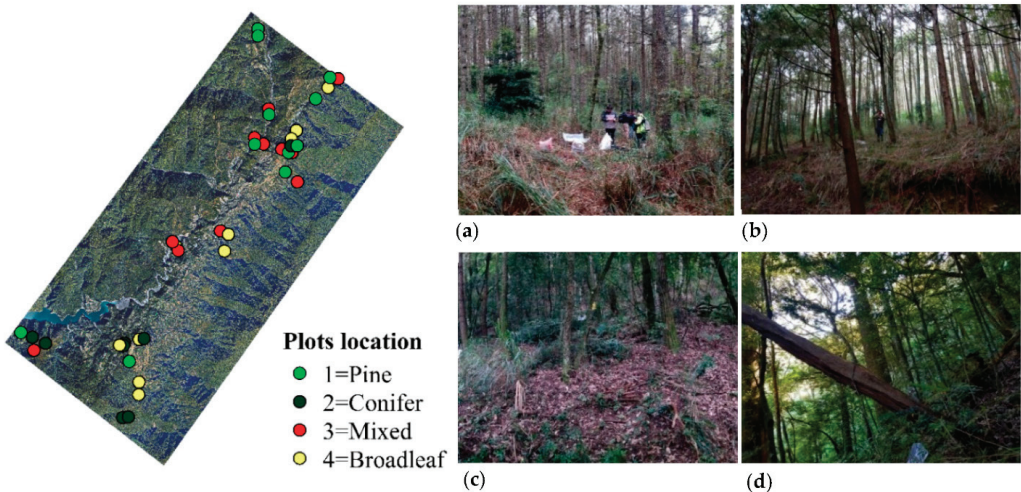 Plots location
1=Pine
2=Conifer
3=Mixed
4=Broadleaf
(a)
(b)
(c)
(d)